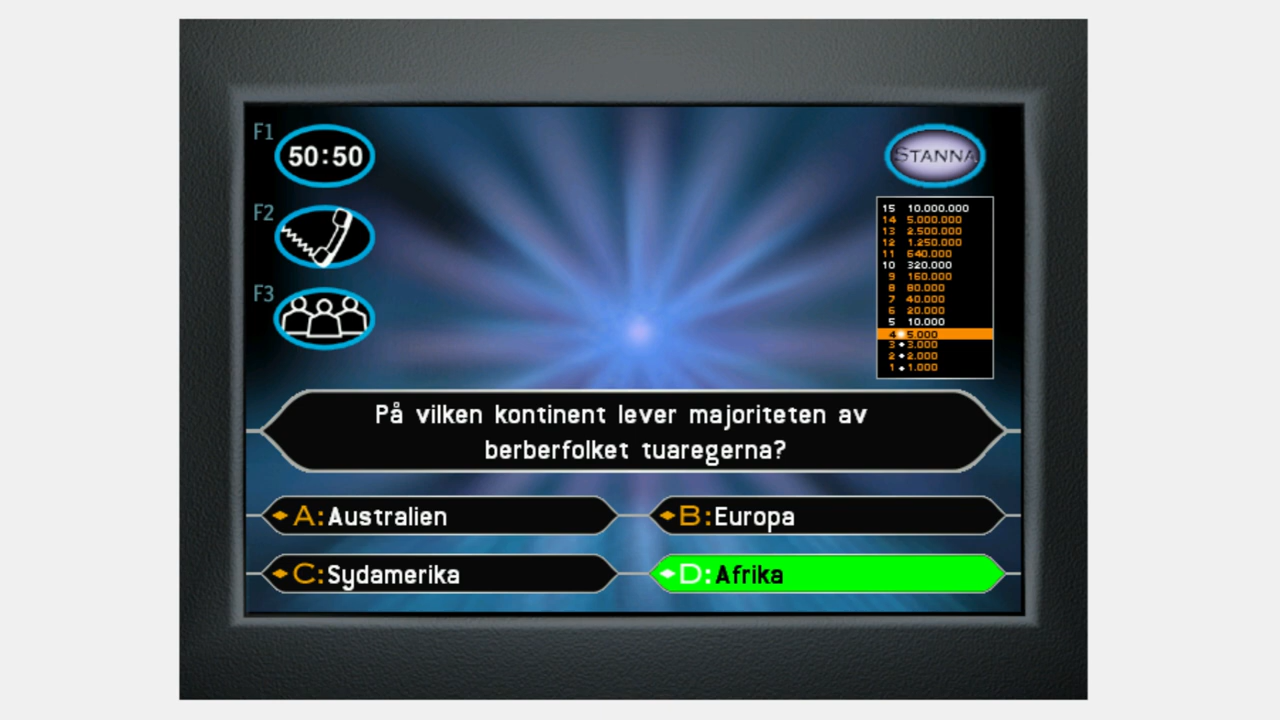 F1
50:50
STANNA
F2
F3
15 10.000.000
14 5.000.000
13 2.500.000
12 1.250.000
11 640.000
10 320.000
9 160.000
8 80.000
7 40.000
6 20.000
5 10.000
4 5.000
3 3.000
2 2.000
1 1.000
På vilken kontinent lever majoriteten av
berberfolket tuaregerna?
A: Australien
B: Europa
C: Sydamerika
D: Afrika